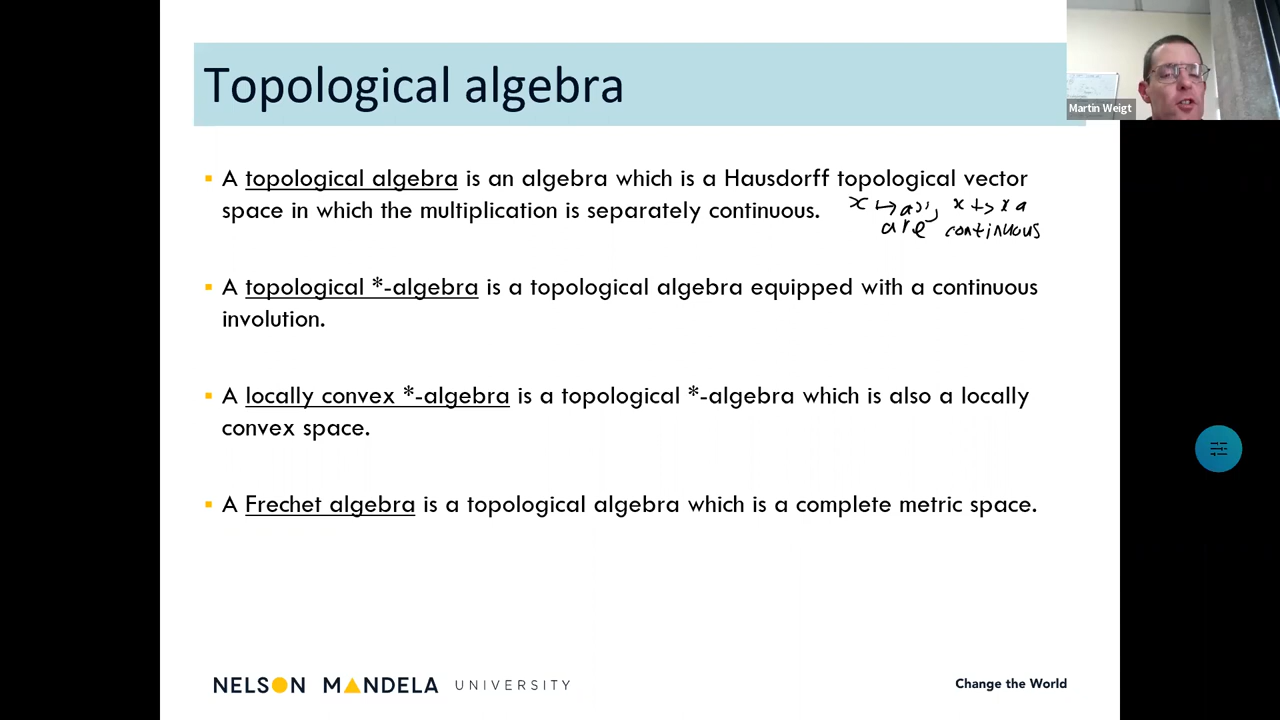 Topological algebra
Martin Weigt
▪ A topological algebra is an algebra which is a Hausdorff topological vector
space in which the multiplication is separately continuous.
x ↦ ax, x ↦ xa
are continuous
▪ A topological *-algebra is a topological algebra equipped with a continuous
involution.
▪ A locally convex *-algebra is a topological *-algebra which is also a locally
convex space.
▪ A Frechet algebra is a topological algebra which is a complete metric space.
NELSON MANDELA UNIVERSITY
Change the World